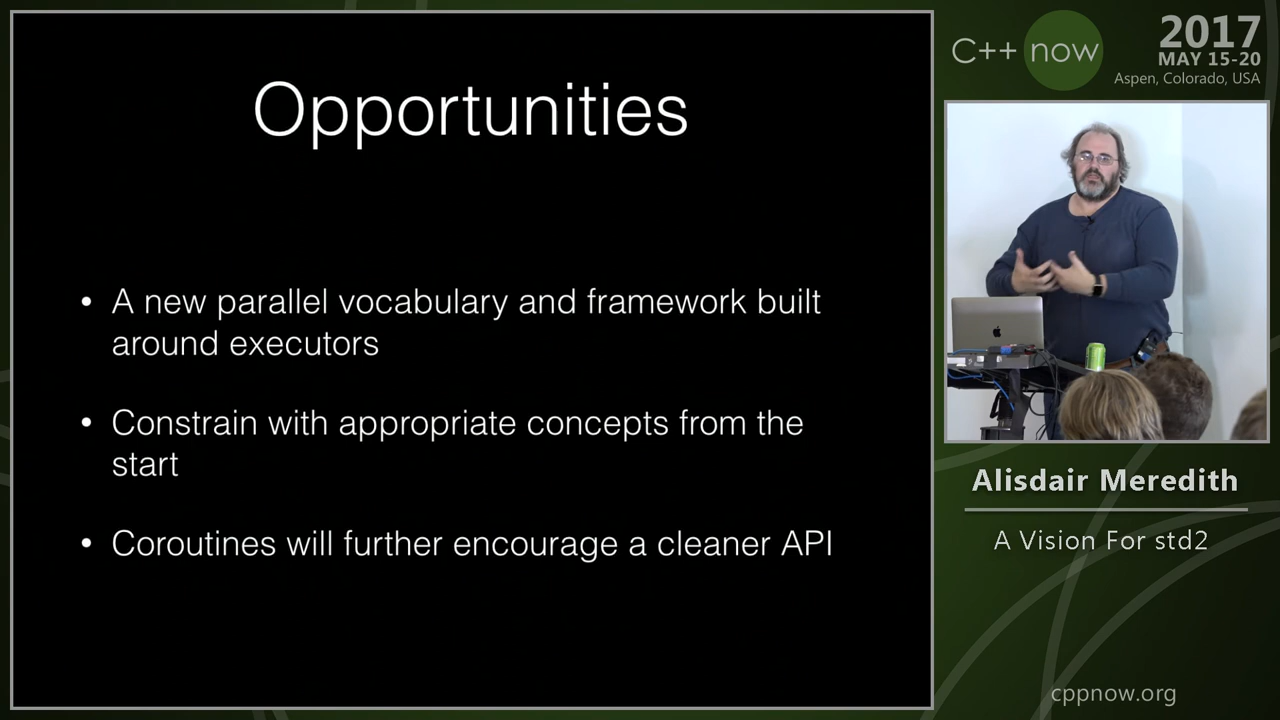 Opportunities
• A new parallel vocabulary and framework built
around executors
• Constrain with appropriate concepts from the
start
• Coroutines will further encourage a cleaner API
C++ now
2017
MAY 15-20
Aspen, Colorado, USA
Alisdair Meredith
A Vision For std2
cppnow.org